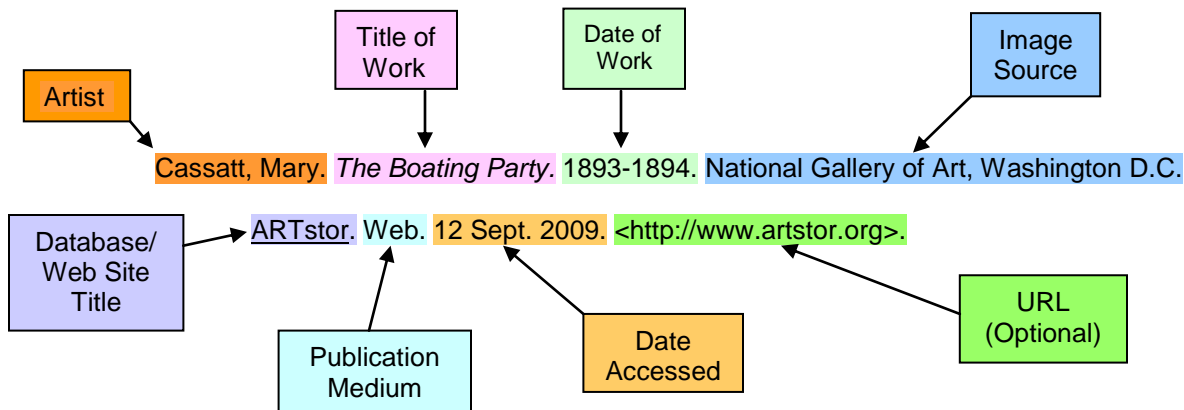 Title of
Work
Date of
Work
Image
Source
Artist
Cassatt, Mary. The Boating Party. 1893-1894. National Gallery of Art, Washington D.C.
ARTstor. Web. 12 Sept. 2009. <http://www.artstor.org>.
Database/
Web Site
Title
Publication
Medium
Date
Accessed
URL
(Optional)